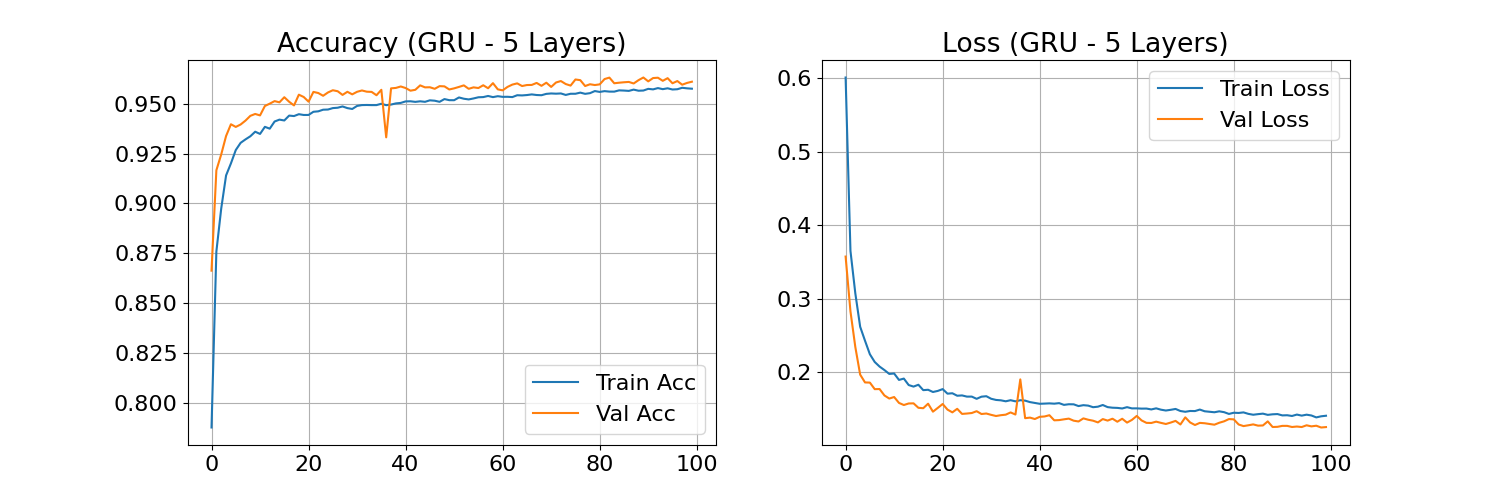 Accuracy (GRU - 5 Layers)
0.950
0.925
0.900
0.875
0.850
0.825
0.800
0 20 40 60 80 100
Train Acc
Val Acc
Loss (GRU - 5 Layers)
0.6
0.5
0.4
0.3
0.2
0 20 40 60 80 100
Train Loss
Val Loss